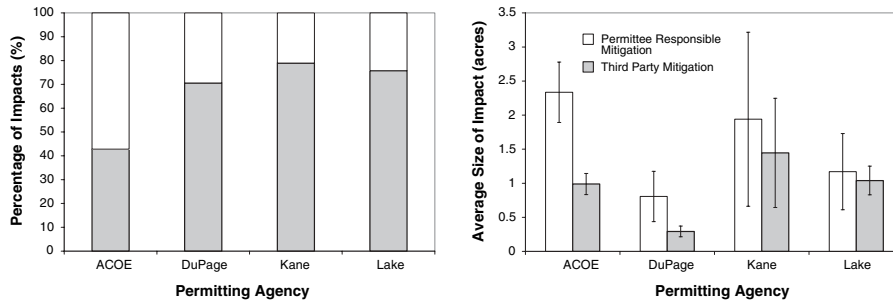 Percentage of Impacts (%)
100
90
80
70
60
50
40
30
20
10
0
ACOE DuPage Kane Lake
Permitting Agency
Average Size of Impact (acres)
3.5
3
2.5
2
1.5
1
0.5
0
Permittee Responsible
Mitigation
Third Party Mitigation
ACOE DuPage Kane Lake
Permitting Agency